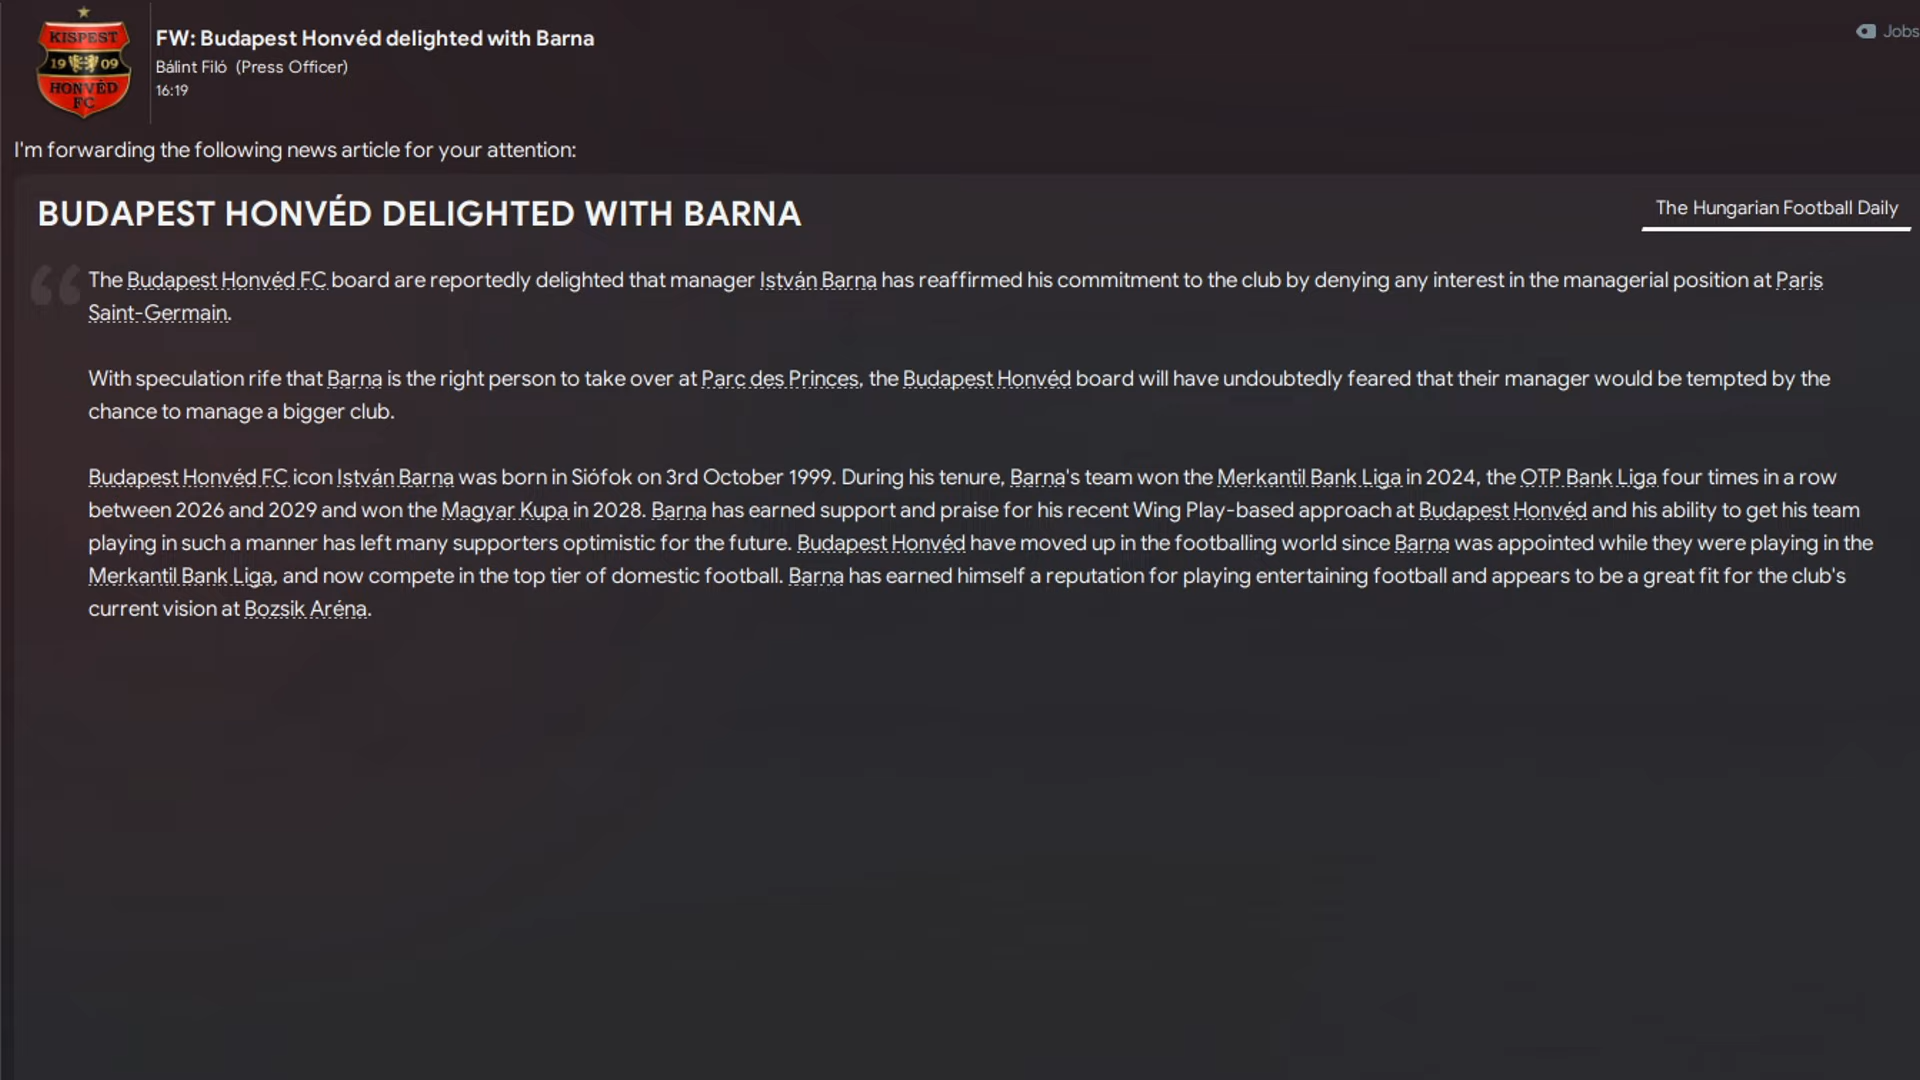 KISPEST
19 09
HONVÉD
FC
FW: Budapest Honvéd delighted with Barna
Bálint Filó (Press Officer)
16:19
Jobs
I'm forwarding the following news article for your attention:
BUDAPEST HONVÉD DELIGHTED WITH BARNA
The Hungarian Football Daily
The Budapest Honvéd FC board are reportedly delighted that manager István Barna has reaffirmed his commitment to the club by denying any interest in the managerial position at Paris
Saint-Germain.
With speculation rife that Barna is the right person to take over at Parc des Princes, the Budapest Honvéd board will have undoubtedly feared that their manager would be tempted by the
chance to manage a bigger club.
Budapest Honvéd FC icon István Barna was born in Siófok on 3rd October 1999. During his tenure, Barna's team won the Merkantil Bank Liga in 2024, the OTP Bank Liga four times in a row
between 2026 and 2029 and won the Magyar Kupa in 2028. Barna has earned support and praise for his recent Wing Play-based approach at Budapest Honvéd and his ability to get his team
playing in such a manner has left many supporters optimistic for the future. Budapest Honvéd have moved up in the footballing world since Barna was appointed while they were playing in the
Merkantil Bank Liga, and now compete in the top tier of domestic football. Barna has earned himself a reputation for playing entertaining football and appears to be a great fit for the club's
current vision at Bozsik Aréna.